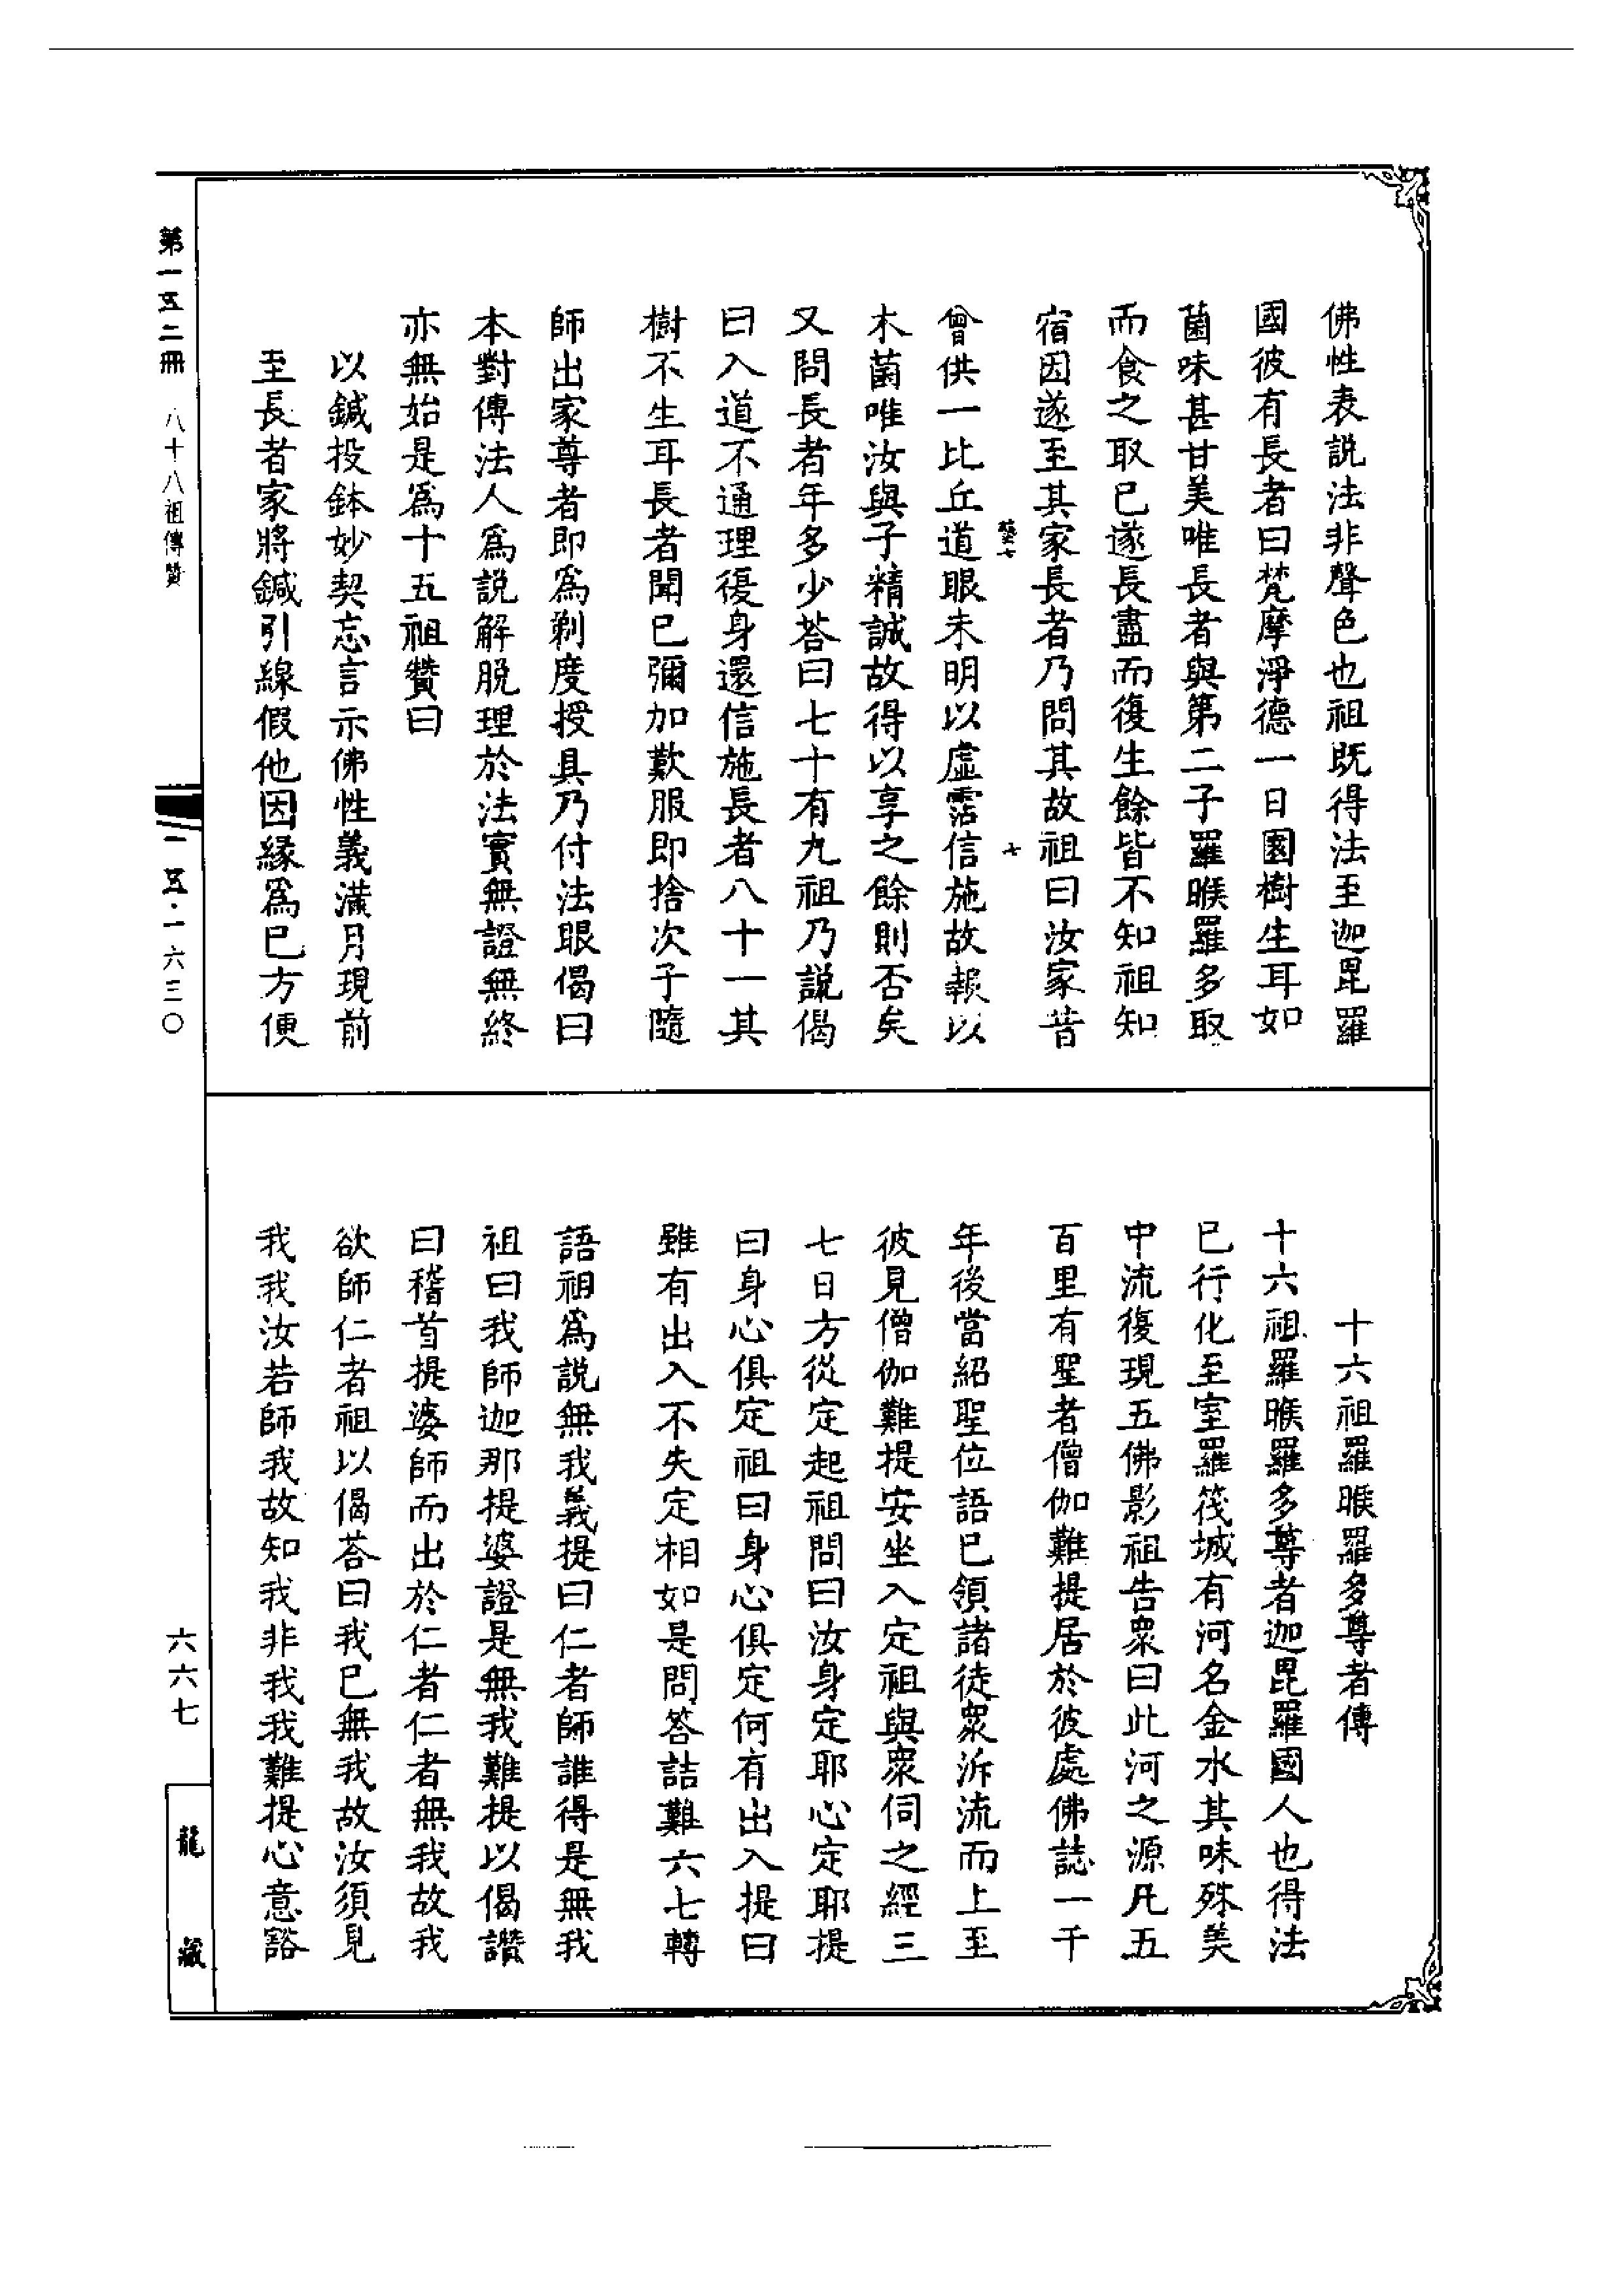 佛性表説法非聲色也祖既得法至迦毘羅
國彼有長者曰梵摩淨德一日園樹生耳如
菌味甚甘美唯長者與第二子羅睺羅多取
而食之取已遂長盡而復生餘皆不知祖知
宿因遂至其家長者乃問其故祖曰汝家昔
曾供一比丘道眼未明以虛霑信施故報以
木菌唯汝與子精誠故得以享之餘則否矣
又問長者年多少荅曰七十有九祖乃説偈
曰入道不通理復身還信施長者八十一其
樹不生耳長者聞已彌加歎服即捨次子隨
師出家尊者即爲剃度授具乃付法眼偈曰
本對傳法人爲説解脱理於法實無證無終
亦無始是爲十五祖贊曰
以鍼投鉢妙契忘言示佛性義滿月現前
至長者家將鍼引線假他因緣爲已方便
十六祖羅睺羅多尊者傳
十六祖羅睺羅多尊者迦毘羅國人也得法
已行化至室羅筏城有河名金水其味殊美
中流復現五佛影祖告衆曰此河之源凡五
百里有聖者僧伽難提居於彼處佛誌一千
年後當紹聖位語已領諸徒衆泝流而上至
彼見僧伽難提安坐入定祖與衆伺之經三
七日方從定起祖問曰汝身定耶心定耶提
曰身心俱定祖曰身心俱定何有出入提曰
雖有出入不失定相如是問答詰難六七轉
語祖爲説無我義提曰仁者師誰得是無我
祖曰我師迦那提婆證是無我難提以偈讚
曰稽首提婆師而出於仁者仁者無我故我
欲師仁者祖以偈荅曰我已無我故汝須見
我我汝若師我故知我非我我難提心意豁
第一五二冊 八十八祖傳贊
一五·一六三〇
六六七
龍藏
七